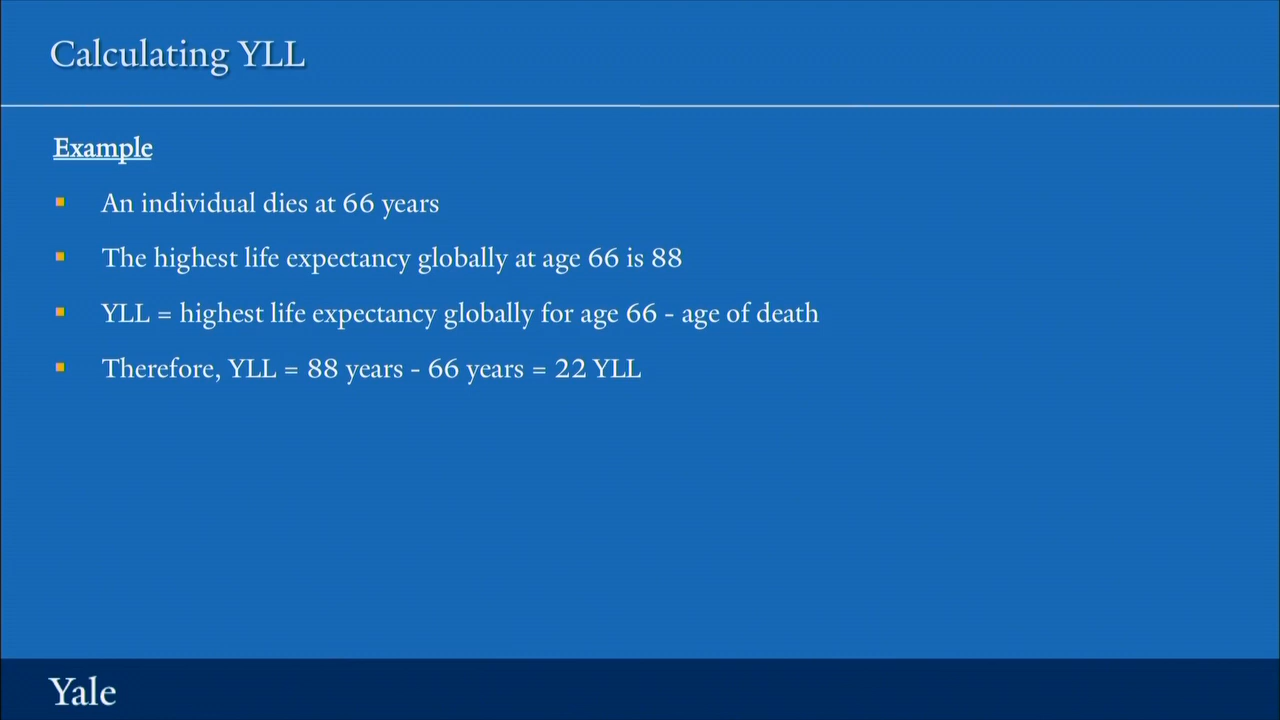 Calculating YLL
Example
An individual dies at 66 years
The highest life expectancy globally at age 66 is 88
YLL = highest life expectancy globally for age 66 - age of death
Therefore, YLL = 88 years - 66 years = 22 YLL
Yale